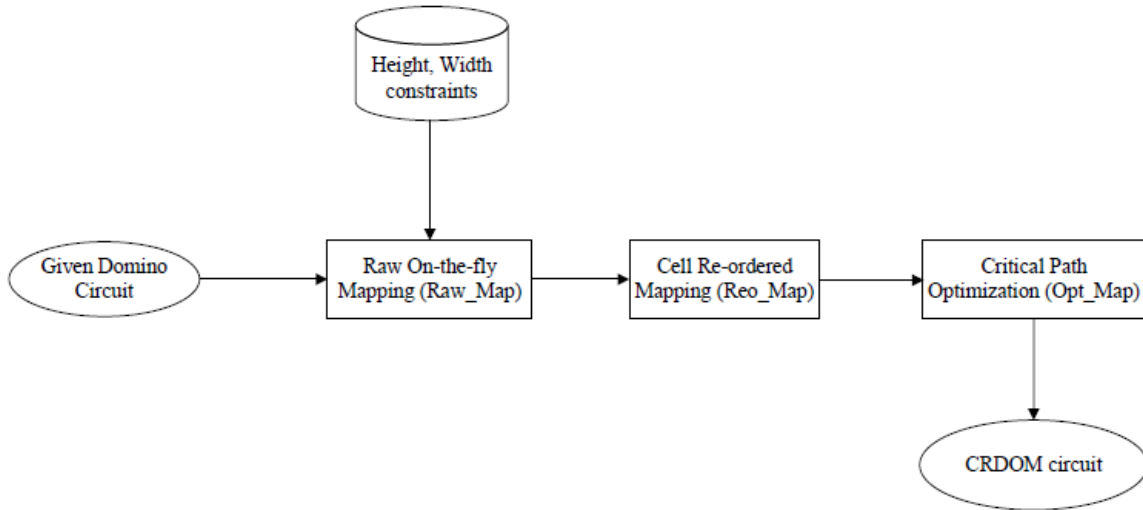 Height, Width
constraints
Given Domino
Circuit
Raw On-the-fly
Mapping (Raw_Map)
Cell Re-ordered
Mapping (Reo_Map)
Critical Path
Optimization (Opt_Map)
CRDOM circuit